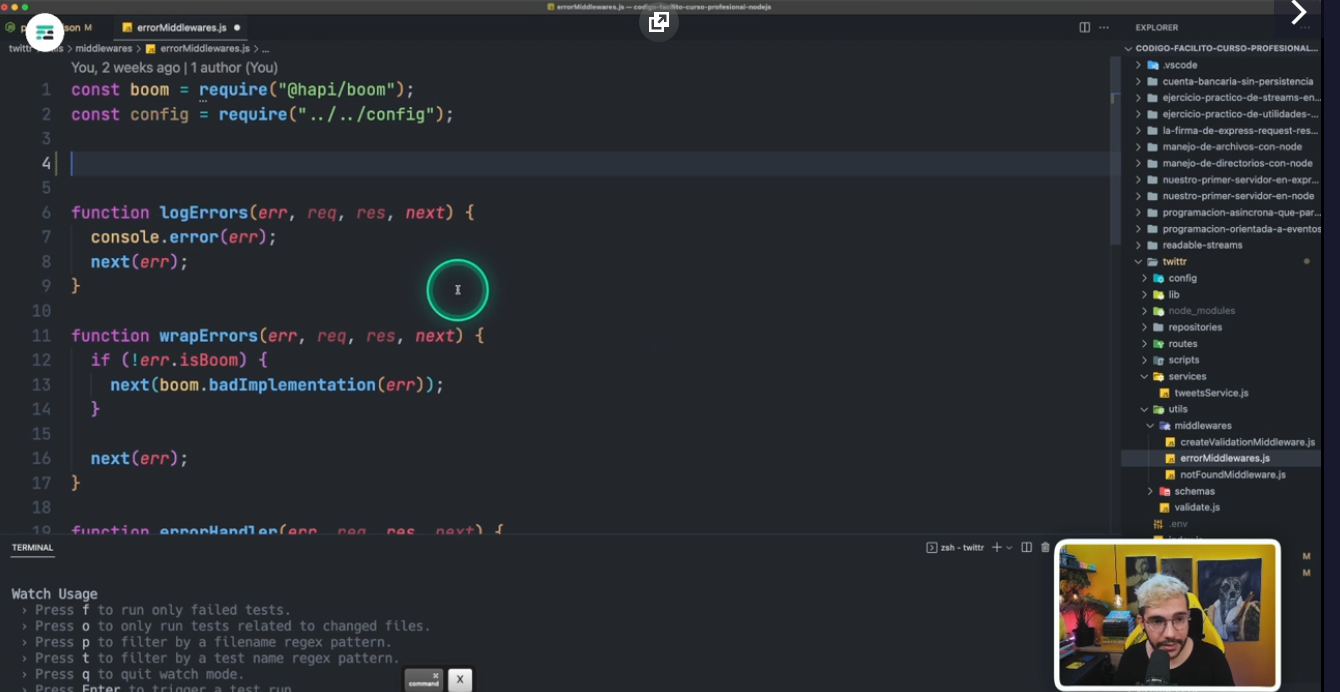 errorMiddlewares.js — codigo-facilito-curso-profesional-nodejs
son M
errorMiddlewares.js
twittr
middlewares > errorMiddlewares.js > ...
You, 2 weeks ago | 1 author (You)
1 const boom = require("@hapi/boom");
2 const config = require("../../config");
3
4
5
6 function logErrors(err, req, res, next) {
7 console.error(err);
8 next(err);
9 }
10
11 function wrapErrors(err, req, res, next) {
12 if (!err.isBoom) {
13 next(boom.badImplementation(err));
14 }
15
16 next(err);
17 }
18
19 function errorHandler(err, req, res, next) {
TERMINAL
zsh - twittr
Watch Usage
› Press f to run only failed tests.
› Press o to only run tests related to changed files.
› Press p to filter by a filename regex pattern.
› Press t to filter by a test name regex pattern.
› Press q to quit watch mode.
› Press Enter to trigger a test run
command
X
EXPLORER
CODIGO-FACILITO-CURSO-PROFESIONAL...
.vscode
cuenta-bancaria-sin-persistencia
ejercicio-practico-de-streams-en...
ejercicio-practico-de-utilidades-...
la-firma-de-express-request-res...
manejo-de-archivos-con-node
manejo-de-directorios-con-node
nuestro-primer-servidor-en-expr...
nuestro-primer-servidor-en-node
programacion-asincrona-que-par...
programacion-orientada-a-eventos
readable-streams
twittr
config
lib
node_modules
repositories
routes
scripts
services
tweetsService.js
utils
middlewares
createValidationMiddleware.js
errorMiddlewares.js
notFoundMiddleware.js
schemas
validate.js
.env
M
M